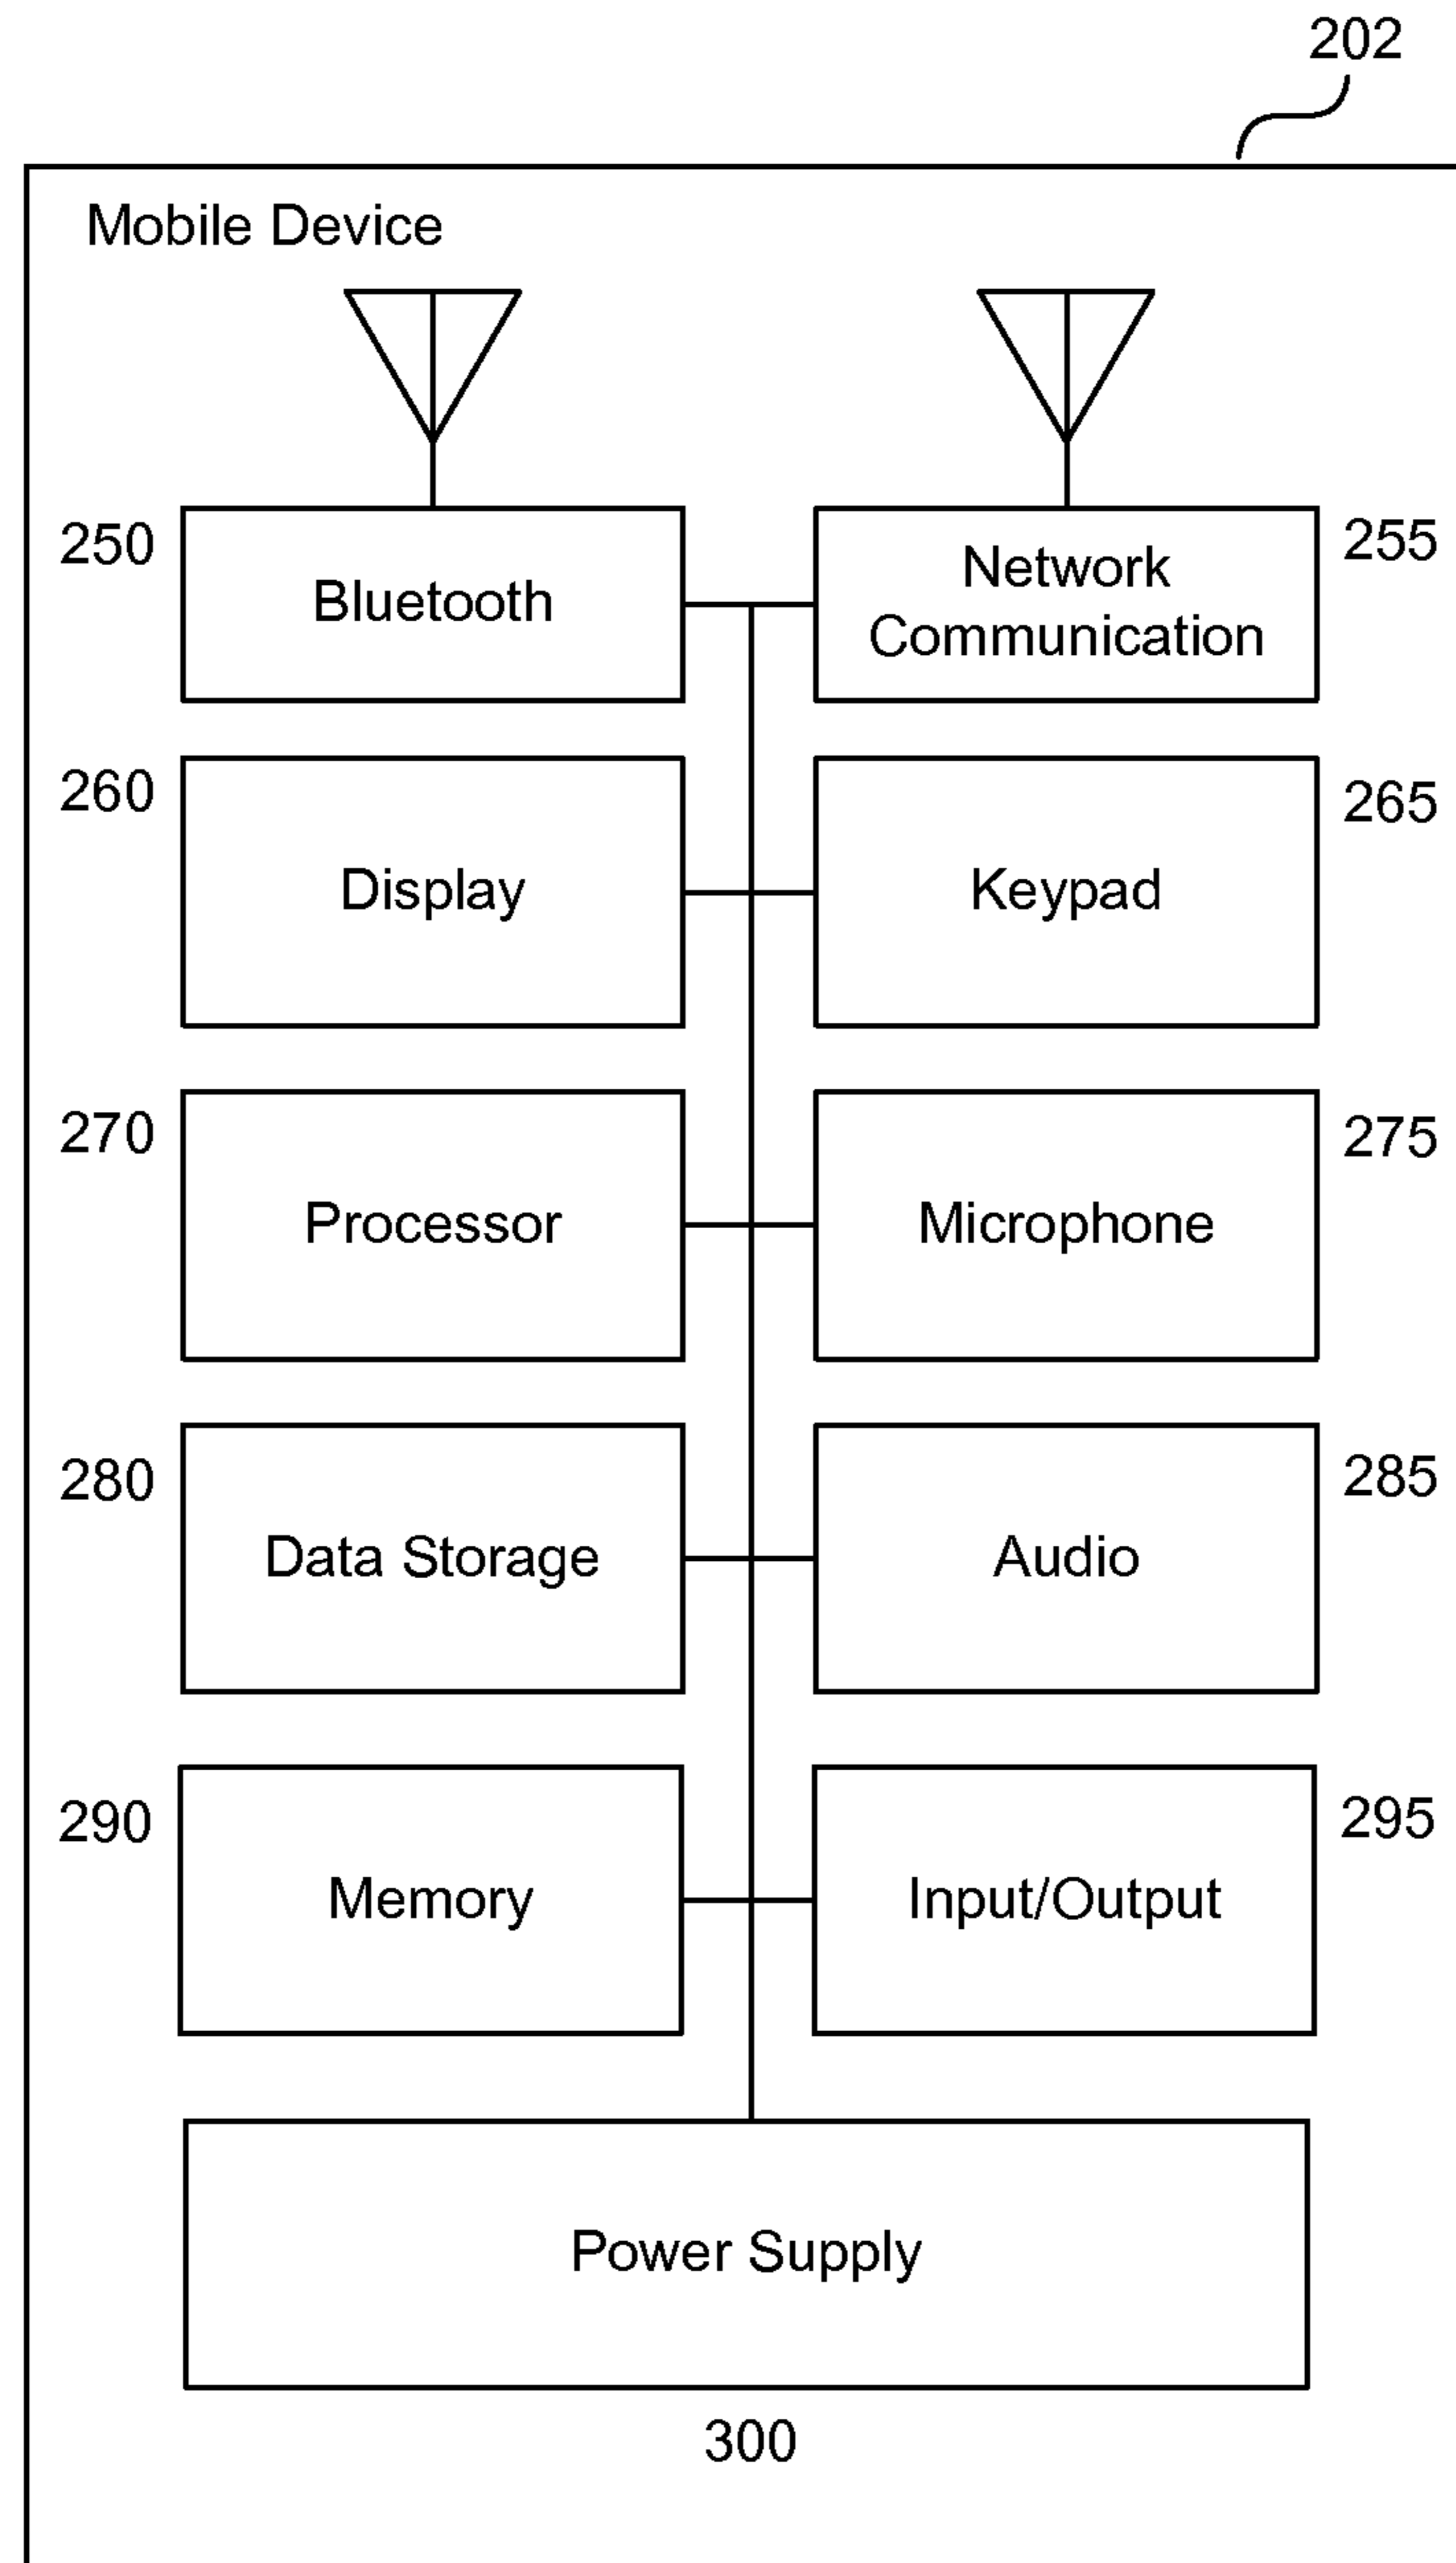 202
Mobile Device
250
Bluetooth
Network
Communication
255
260
Display
Keypad
265
270
Processor
Microphone
275
280
Data Storage
Audio
285
290
Memory
Input/Output
295
Power Supply
300